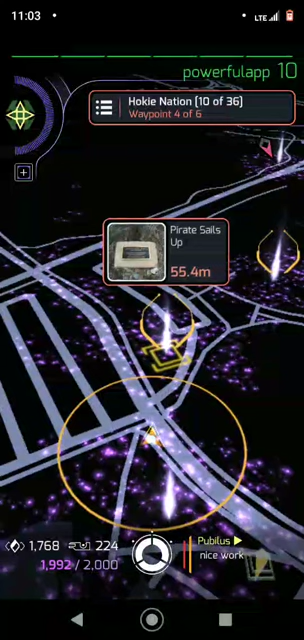 11:03
LTE
powerfulapp 10
Hokie Nation [10 of 36]
Waypoint 4 of 6
Pirate Sails
Up
55.4m
1,768 224
1,992 / 2,000
Pubilus
nice work